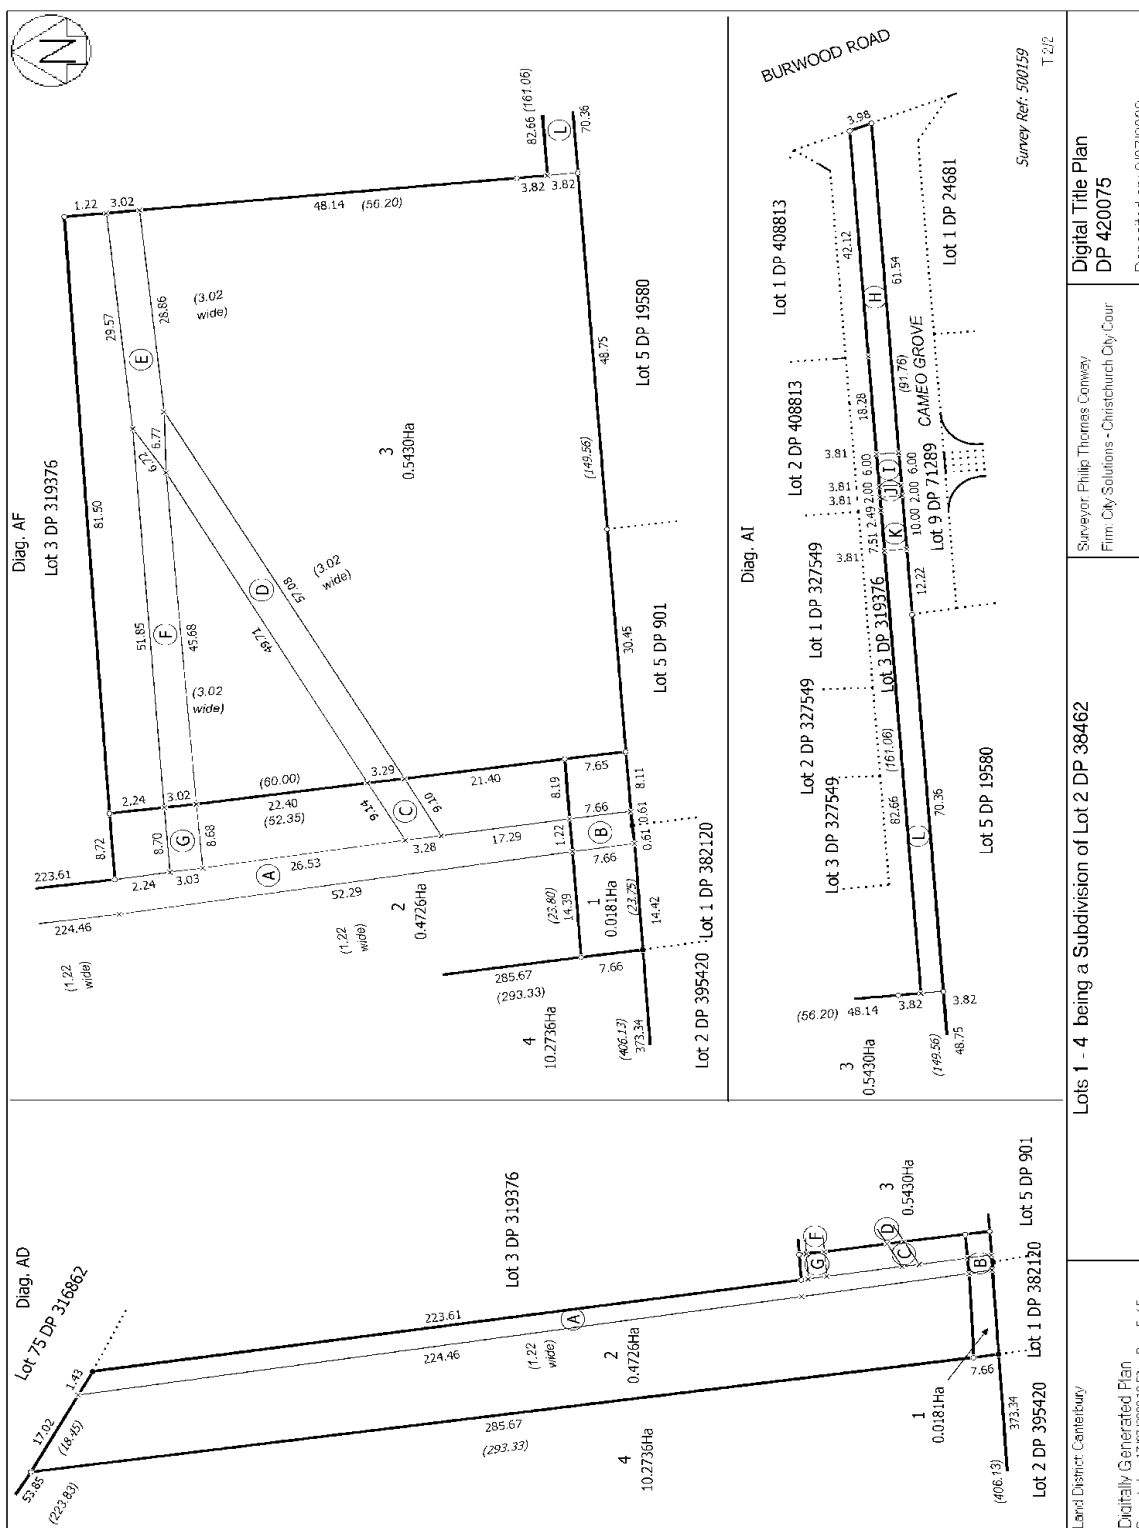 Diag. AD
Lot 75 DP 316862
1.43
17.02
(18.45)
53.85
(223.83)
223.61
A
224.46
(1.22
wide)
2
0.4726Ha
Lot 3 DP 319376
285.67
(293.33)
4
10.2736Ha
G
F
D
C
B
3
0.5430Ha
7.66
1
0.0181Ha
373.34
(406.13)
Lot 2 DP 395420
Lot 1 DP 382120
Lot 5 DP 901
Diag. AF
Lot 3 DP 319376
N
223.61
8.72
2.24
81.50
1.22
3.02
224.46
(1.22
wide)
2.24
3.03
8.70
G
8.68
3.02
51.85
F
45.68
(3.02
wide)
6.72
6.77
29.57
E
28.86
(3.02
wide)
A
26.53
52.29
(60.00)
22.40
(52.35)
3.29
9.14
C
9.10
3.28
49.71
D
57.08
(3.02
wide)
48.14 (56.20)
3
0.5430Ha
2
0.4726Ha
(1.22
wide)
17.29
21.40
8.19
1.22
7.65
7.66
B
7.66
8.11
0.61
0.61
(23.80)
14.39
1
0.0181Ha
(23.75)
14.42
285.67
(293.33)
7.66
4
10.2736Ha
(406.13)
373.34
30.45
(149.56)
48.75
82.66 (161.06)
3.82
3.82
L
70.36
Lot 2 DP 395420
Lot 1 DP 382120
Lot 5 DP 901
Lot 5 DP 19580
Diag. AI
BURWOOD ROAD
Lot 3 DP 327549
Lot 2 DP 327549
Lot 1 DP 327549
Lot 2 DP 408813
Lot 1 DP 408813
Lot 3 DP 319376
3.98
42.12
H
61.54
18.28
(91.76)
3.81
3.81
3.81
3.81
7.51
2.49
2.00
6.00
K
J
I
10.00
2.00
6.00
12.22
(161.06)
82.66
L
70.36
(56.20) 48.14
3.82
3.82
3
0.5430Ha
(149.56)
48.75
Lot 5 DP 19580
Lot 9 DP 71289
CAMEO GROVE
Lot 1 DP 24681
Survey Ref: 500159
T 2/2
Land District: Canterbury
Digitally Generated Plan
Lots 1 - 4 being a Subdivision of Lot 2 DP 38462
Surveyor: Philip Thomas Conway
Firm: City Solutions - Christchurch City Cour
Digital Title Plan
DP 420075